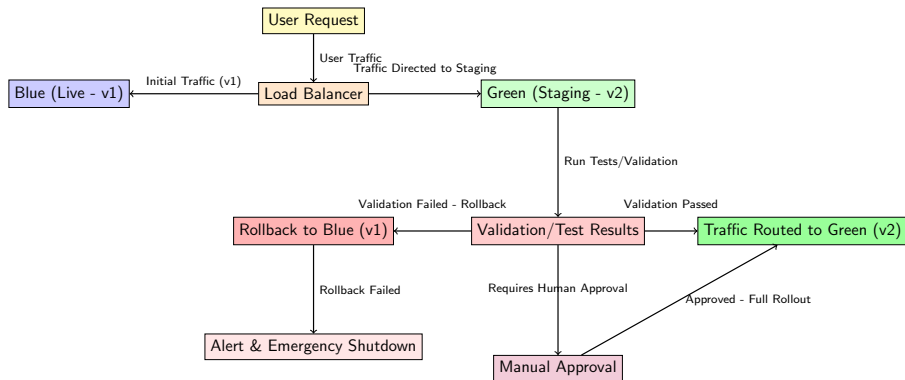 User Request
User Traffic
Traffic Directed to Staging
Initial Traffic (v1)
Blue (Live - v1)
Load Balancer
Green (Staging - v2)
Run Tests/Validation
Validation Failed - Rollback
Validation Passed
Rollback to Blue (v1)
Validation/Test Results
Traffic Routed to Green (v2)
Rollback Failed
Requires Human Approval
Approved - Full Rollout
Alert & Emergency Shutdown
Manual Approval